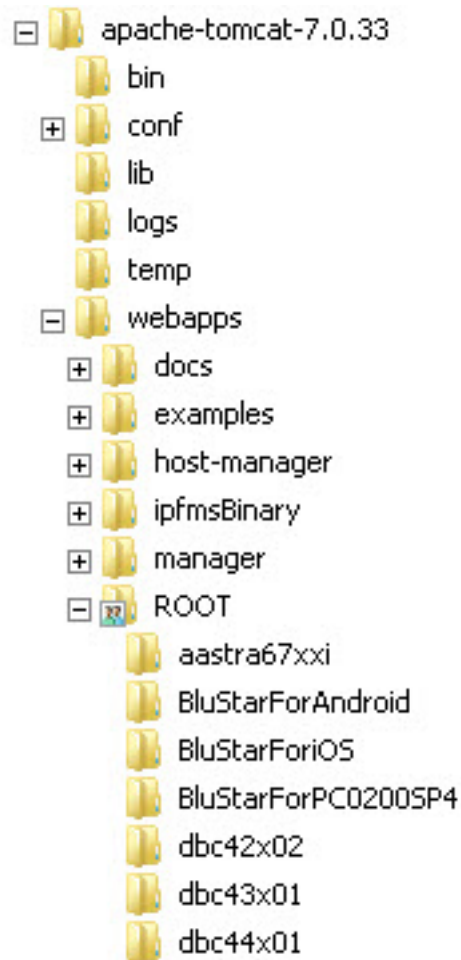 apache-tomcat-7.0.33
bin
conf
lib
logs
temp
webapps
docs
examples
host-manager
ipfmsBinary
manager
ROOT
aastra67xxi
BluStarForAndroid
BluStarForiOS
BluStarForPC0200SP4
dbc42x02
dbc43x01
dbc44x01